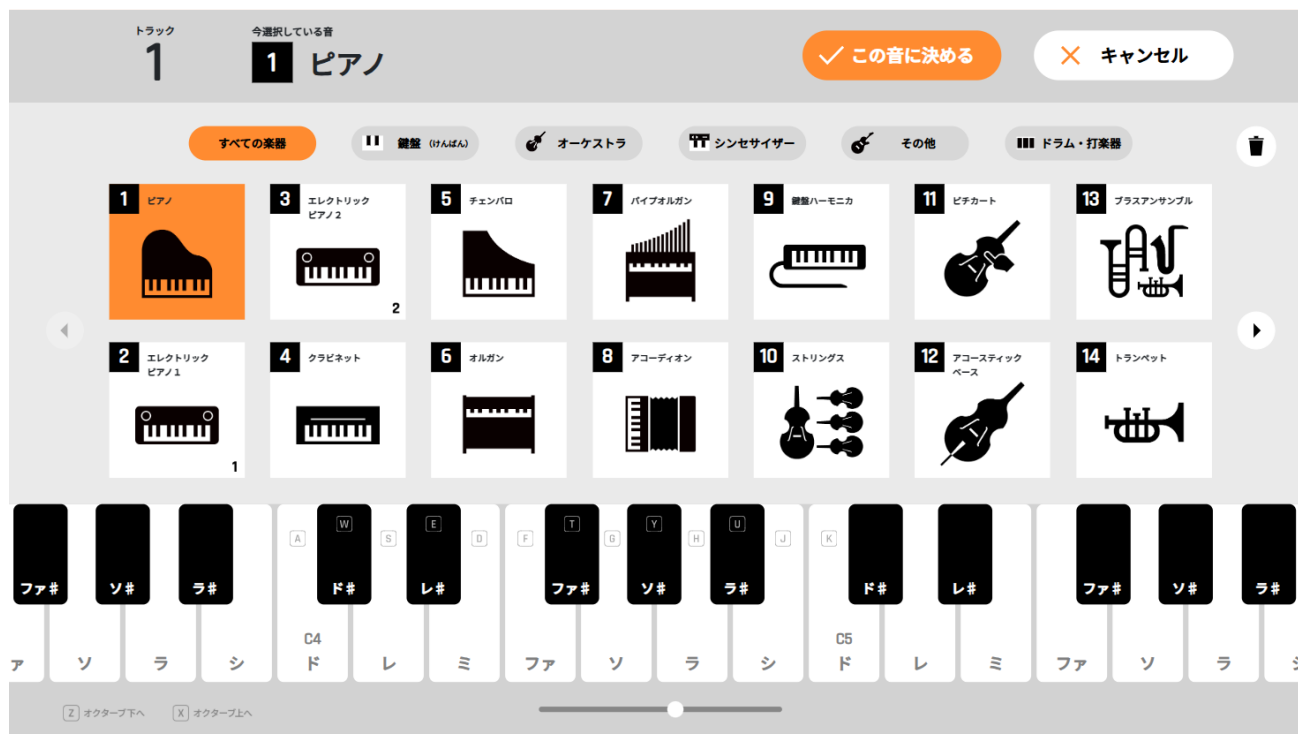 トラック
1
今選択している音
1 ピアノ
この音に決める
キャンセル
すべての楽器
鍵盤 (けんばん)
オーケストラ
シンセサイザー
その他
ドラム・打楽器
1 ピアノ
3 エレクトリック
ピアノ2
2
5 チェンバロ
7 パイプオルガン
9 鍵盤ハーモニカ
11 ピチカート
13 ブラスアンサンブル
2 エレクトリック
ピアノ1
1
4 クラビネット
6 オルガン
8 アコーディオン
10 ストリングス
12 アコースティック
ベース
14 トランペット
W E T Y U
A S D F G H J K
ファ# ソ# ラ# ド# レ# ファ# ソ# ラ# ド# レ# ファ# ソ# ラ#
C4 C5
ァ ソ ラ シ ド レ ミ ファ ソ ラ シ ド レ ミ ファ ソ ラ シ
Z オクターブ下へ
X オクターブ上へ